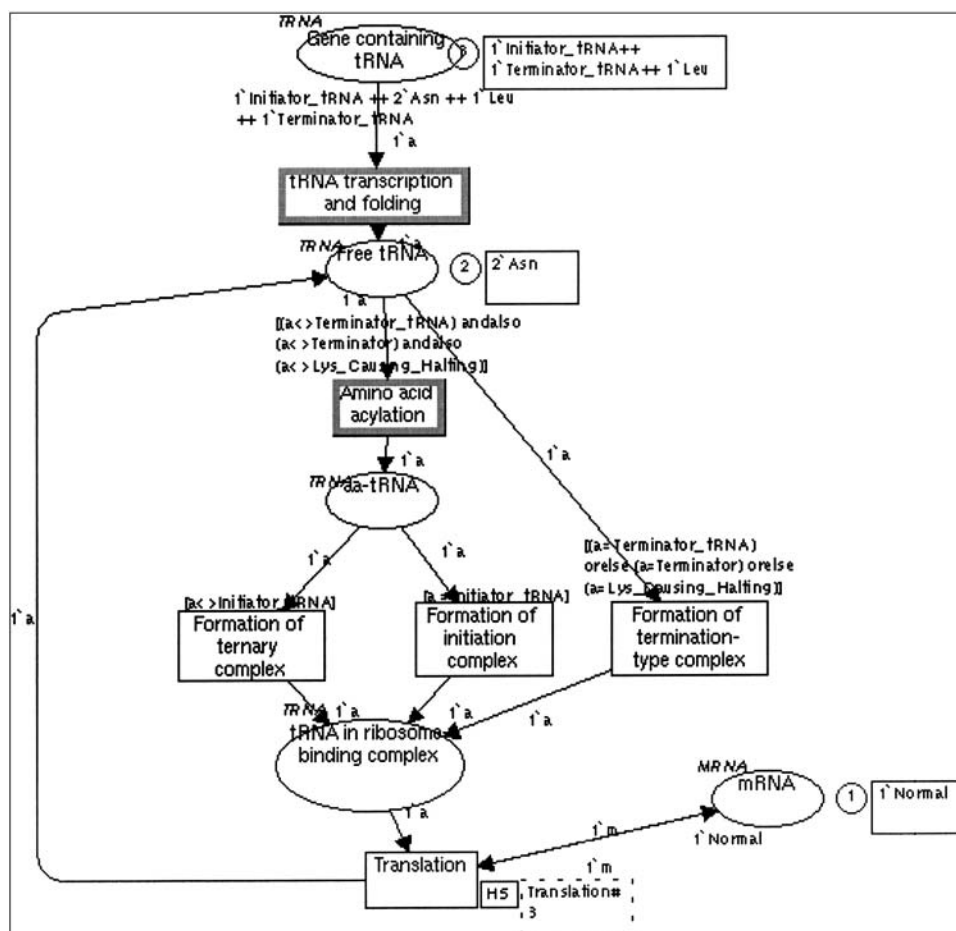 TRNA
Gene containing
tRNA
3
1`Initiator_tRNA++
1`Terminator_tRNA++ 1`Leu
1`Initiator_tRNA ++ 2`Asn ++ 1`Leu
++ 1`Terminator_tRNA
1`a
tRNA transcription
and folding
1`a
TRNA
Free tRNA
2
2`Asn
1`a
[(a<>Terminator_tRNA) andalso
(a<>Terminator) andalso
(a<>Lys_Causing_Halting)]
Amino acid
acylation
1`a
1`a
TRNA
aa-tRNA
1`a
1`a
[(a=Terminator_tRNA)
orelse (a=Terminator) orelse
(a=Lys_Causing_Halting)]
[a<>Initiator_tRNA]
[a=Initiator_tRNA]
1`a
Formation of
ternary
complex
Formation of
initiation
complex
Formation of
termination-
type complex
TRNA
1`a
1`a
1`a
tRNA in ribosome
binding complex
MRNA
mRNA
1
1`Normal
1`a
1`m
1`Normal
Translation
1`m
HS
Translation#
3